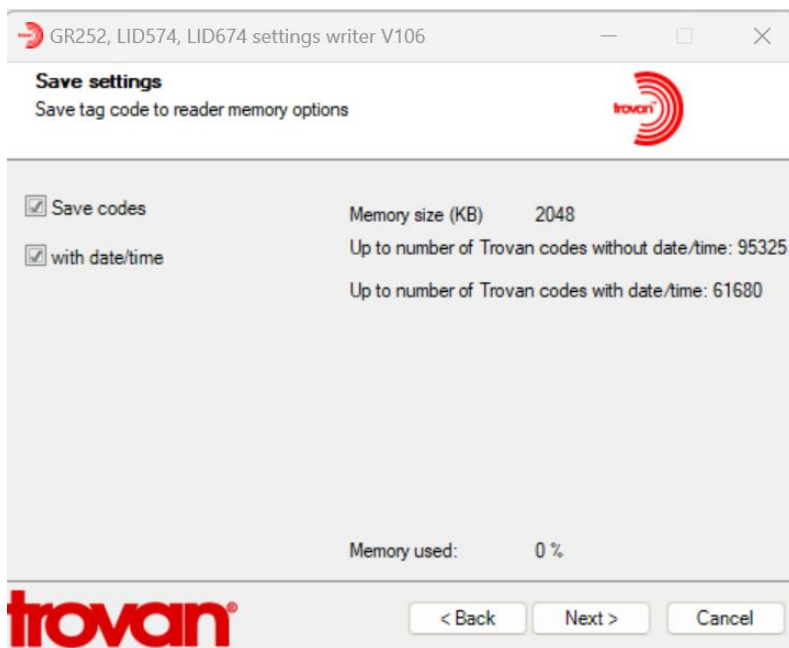 GR252, LID574, LID674 settings writer V106
Save settings
Save tag code to reader memory options
trovan™
Save codes
with date/time
Memory size (KB) 2048
Up to number of Trovan codes without date/time: 95325
Up to number of Trovan codes with date/time: 61680
Memory used: 0 %
trovan®
< Back Next > Cancel